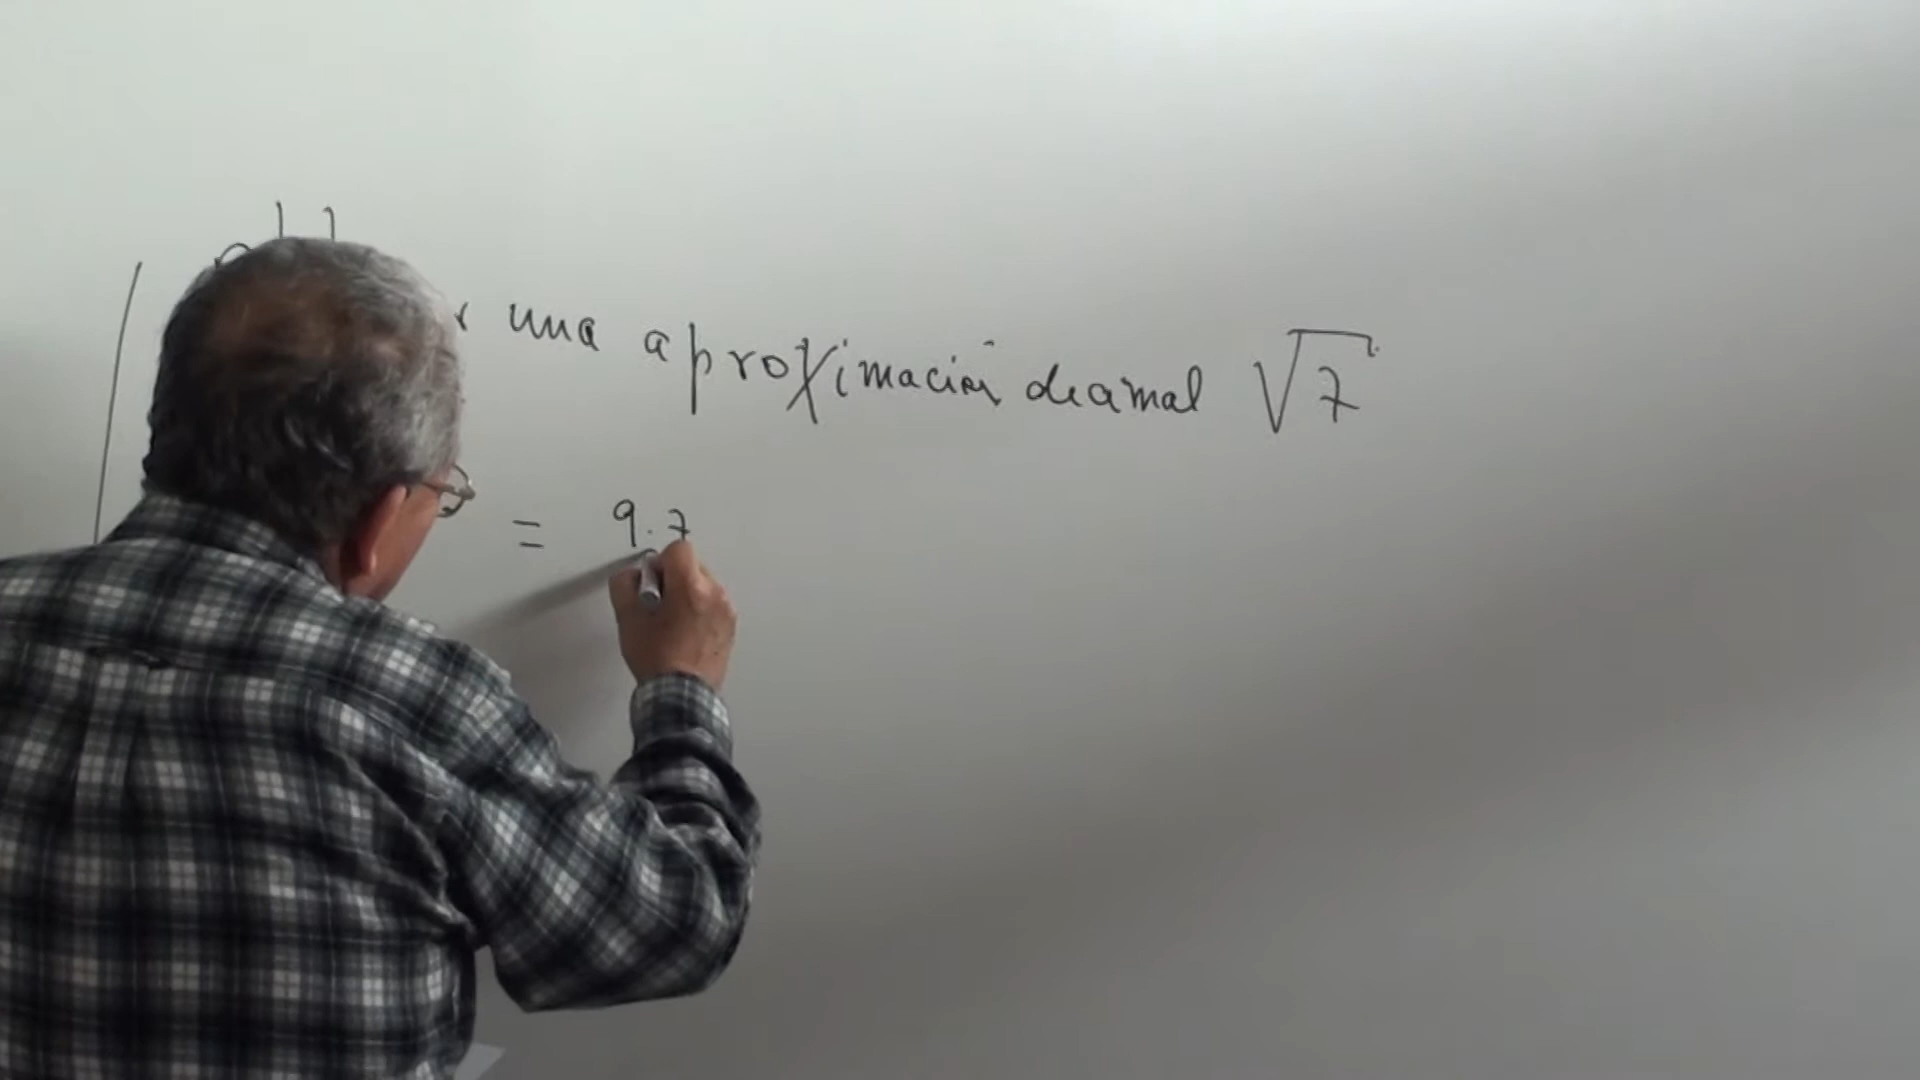 una aproximación decimal √7
= 9.7